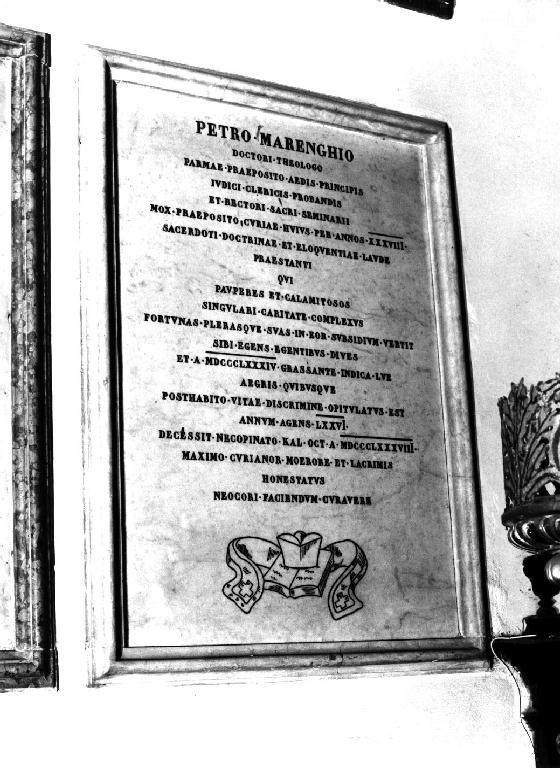 PETRO·MARENGHIO
DOCTORI·THEOLOGO
PARMAE·PRAEPOSITO·AEDIS·PRINCIPIS
IVDICI·CLERICIS·PROBANDIS
ET·RECTORI·SACRI·SEMINARII
MOX·PRAEPOSITO·CVRIAE·HVIVS·PER·ANNOS·XXXVIII·
SACERDOTI·DOCTRINAE·ET·ELOQVENTIAE·LAVDE
PRAESTANTI
QVI
PAVPERES·ET·CALAMITOSOS
SINGVLARI·CARITATE·COMPLEXVS
FORTVNAS·PLERASQVE·SVAS·IN·EOR·SVBSIDIVM·VERTIT
SIBI·EGENS·EGENTIBVS·DIVES
ET·A·MDCCCLXXXIV·GRASSANTE·INDICA·LVE
AEGRIS·QVIBVSQVE
POSTHABITO·VITAE·DISCRIMINE·OPITVLATVS·EST
ANNVM·AGENS·LXXVI·
DECESSIT·NECOPINATO·KAL·OCT·A·MDCCCLXXXVIII·
MAXIMO·CVRIANOR·MOERORE·ET·LACRIMIS
HONESTATVS
NEOCORI·FACIENDVM·CVRAVERE